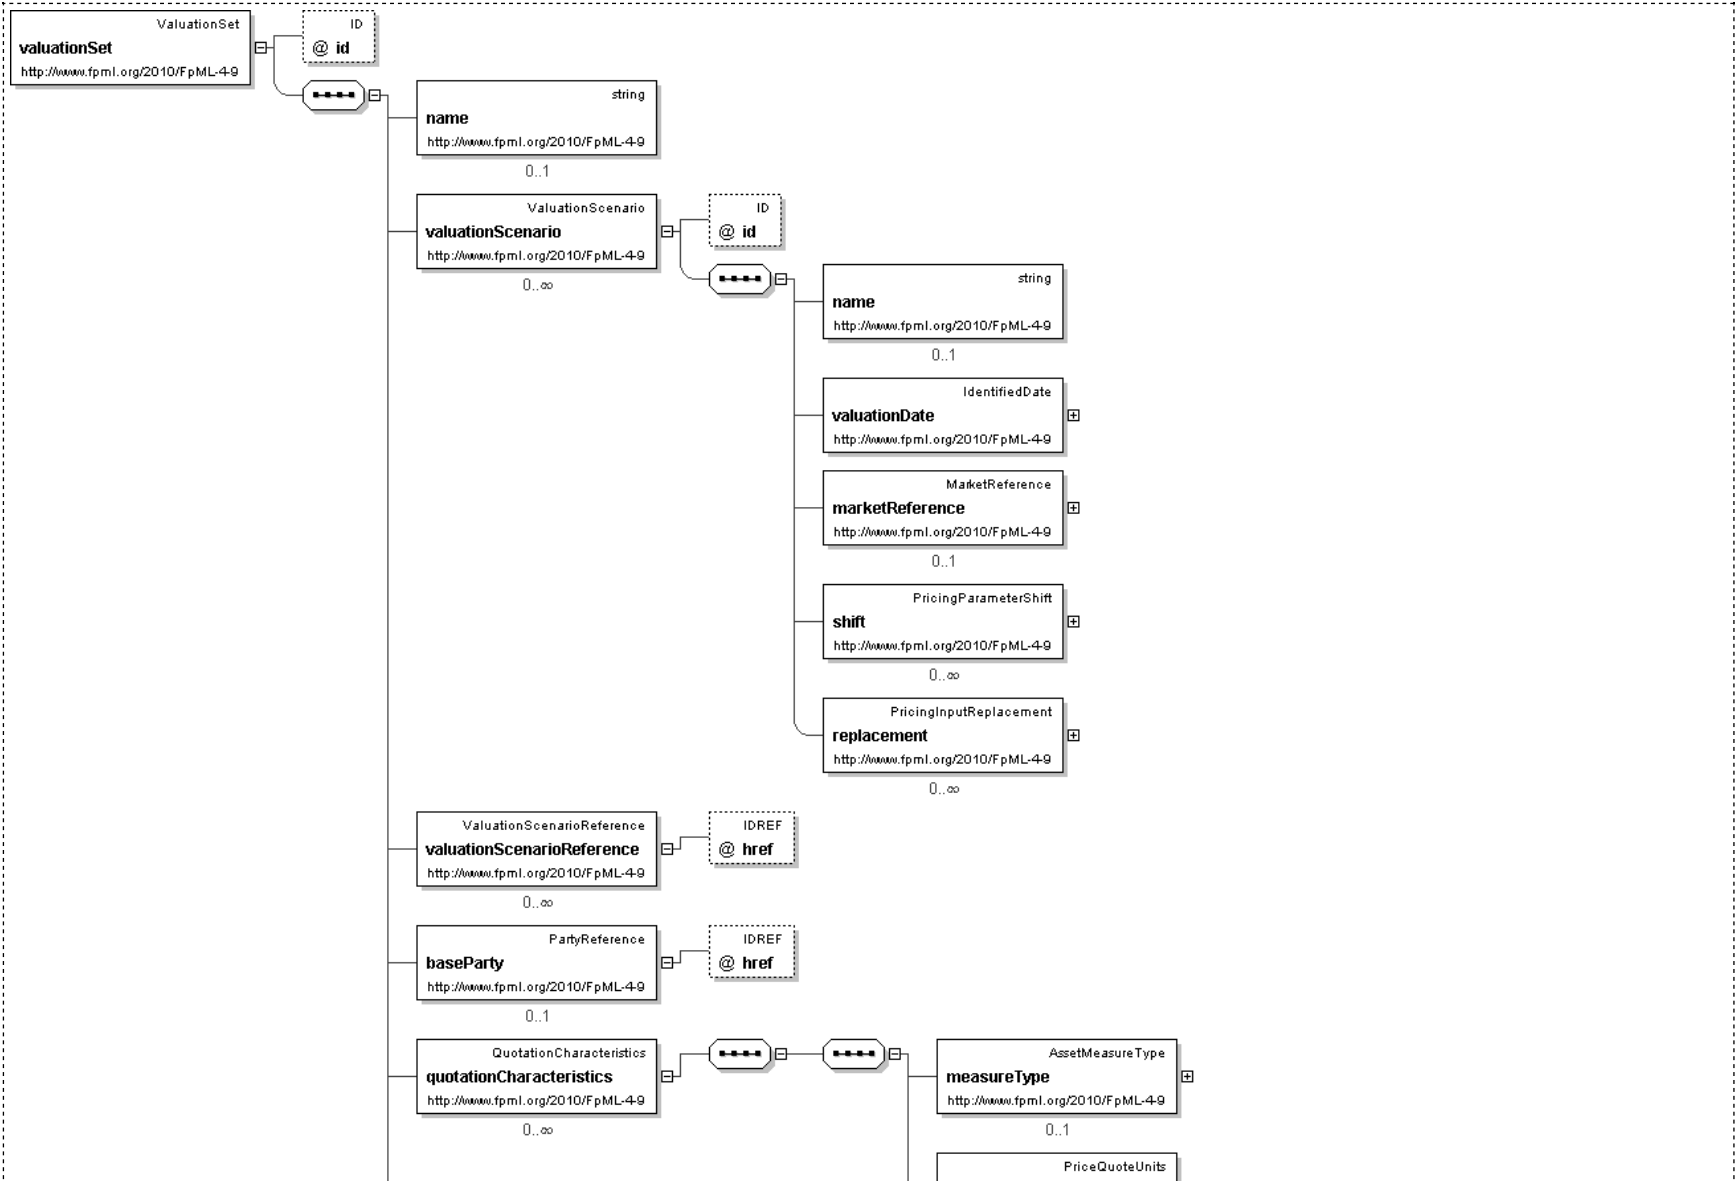 ValuationSet
valuationSet
http://www.fpml.org/2010/FpML-4-9
ID
@ id
string
name
http://www.fpml.org/2010/FpML-4-9
0..1
ValuationScenario
valuationScenario
http://www.fpml.org/2010/FpML-4-9
0..∞
ID
@ id
string
name
http://www.fpml.org/2010/FpML-4-9
0..1
IdentifiedDate
valuationDate
http://www.fpml.org/2010/FpML-4-9
MarketReference
marketReference
http://www.fpml.org/2010/FpML-4-9
0..1
PricingParameterShift
shift
http://www.fpml.org/2010/FpML-4-9
0..∞
PricingInputReplacement
replacement
http://www.fpml.org/2010/FpML-4-9
0..∞
ValuationScenarioReference
valuationScenarioReference
http://www.fpml.org/2010/FpML-4-9
0..∞
IDREF
@ href
PartyReference
baseParty
http://www.fpml.org/2010/FpML-4-9
0..1
IDREF
@ href
QuotationCharacteristics
quotationCharacteristics
http://www.fpml.org/2010/FpML-4-9
0..∞
AssetMeasureType
measureType
http://www.fpml.org/2010/FpML-4-9
0..1
PriceQuoteUnits